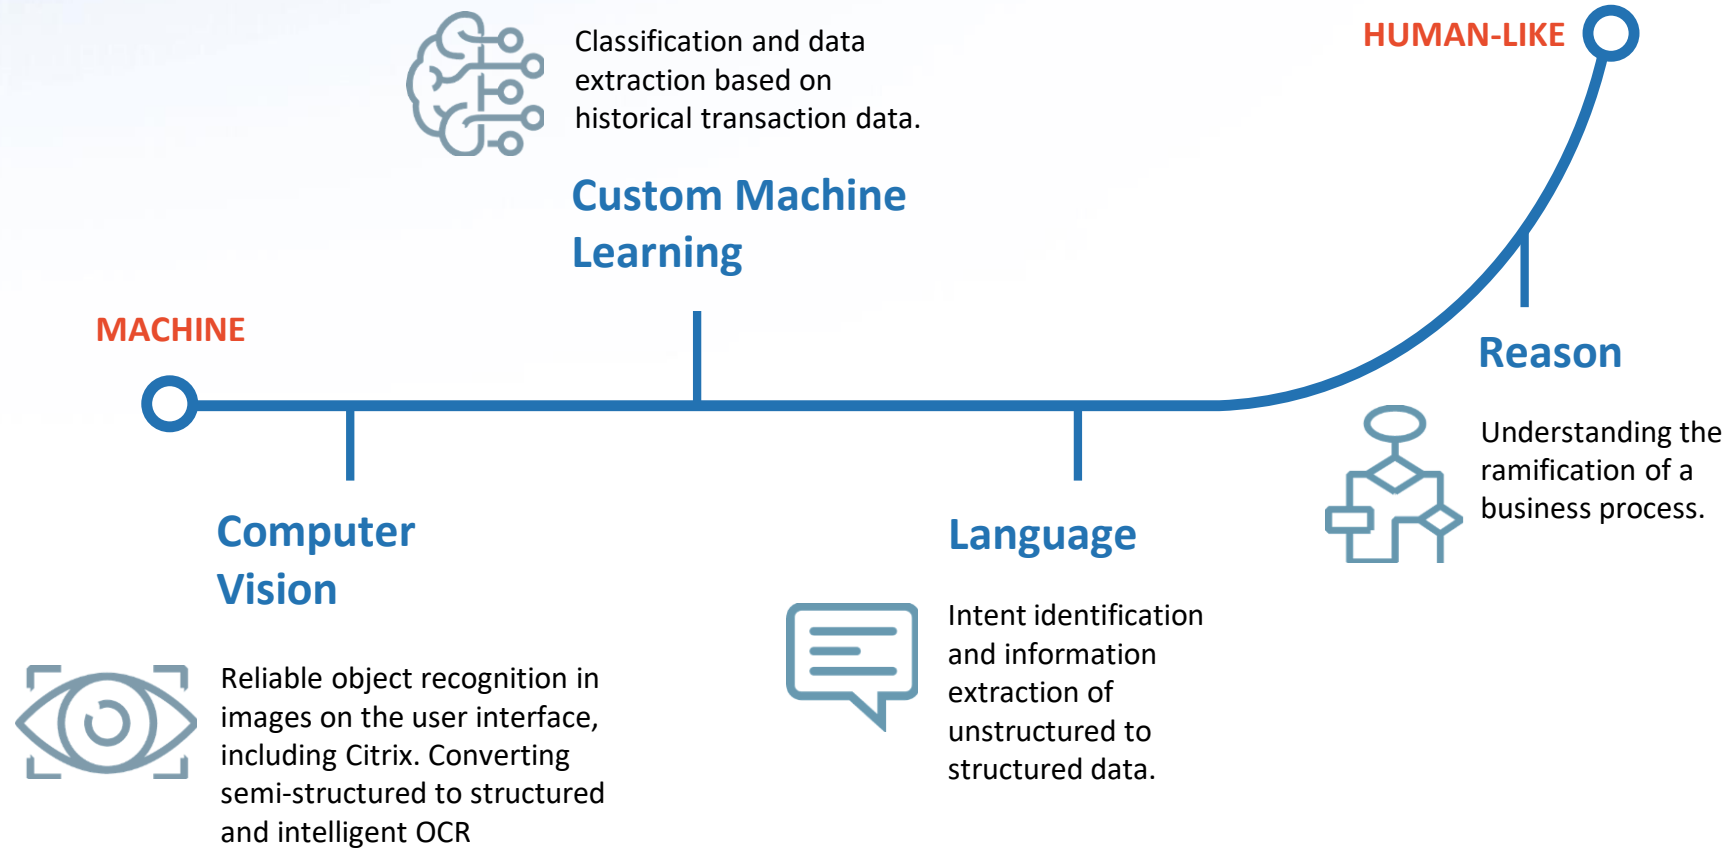 Classification and data
extraction based on
historical transaction data.
Custom Machine
Learning
HUMAN-LIKE
MACHINE
Computer
Vision
Reliable object recognition in
images on the user interface,
including Citrix. Converting
semi-structured to structured
and intelligent OCR
Language
Intent identification
and information
extraction of
unstructured to
structured data.
Reason
Understanding the
ramification of a
business process.